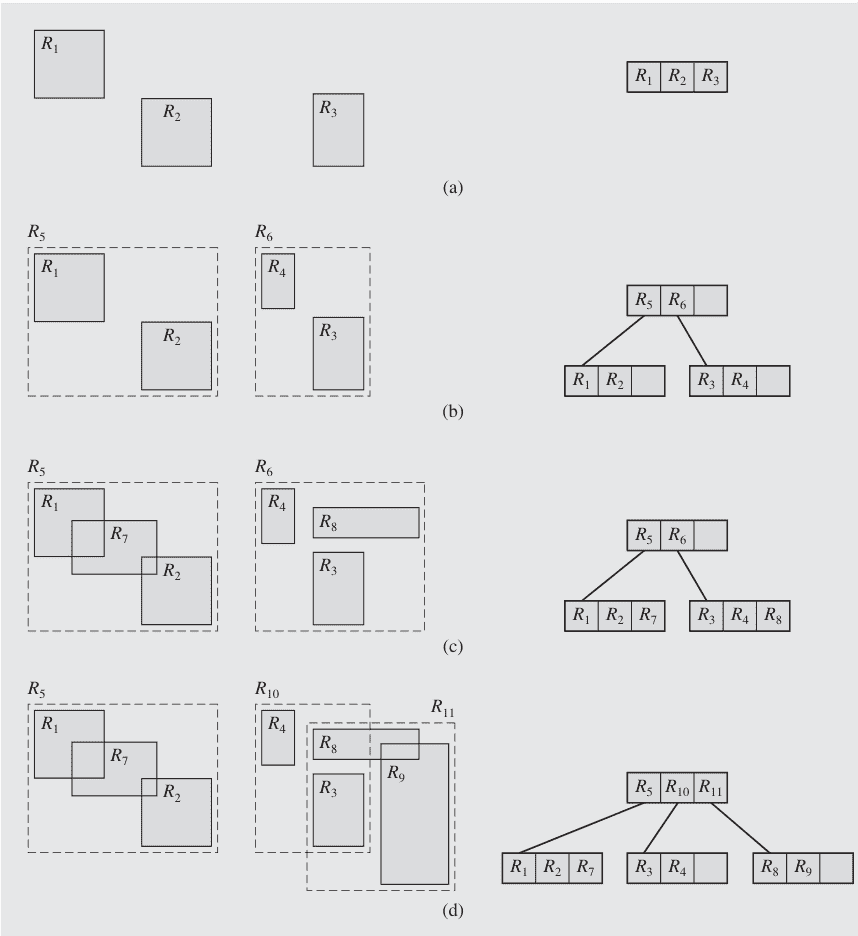 R1
R1 R2 R3
R2
R3
(a)
R5 R6
R1
R4
R5 R6
R2
R3
R1 R2 R3 R4
(b)
R5 R6
R1
R4
R8
R7
R5 R6
R3
R2
R1 R2 R7 R3 R4 R8
(c)
R5 R10
R11
R1
R4
R8
R7
R9
R3
R2
R5 R10 R11
R1 R2 R7 R3 R4 R8 R9
(d)